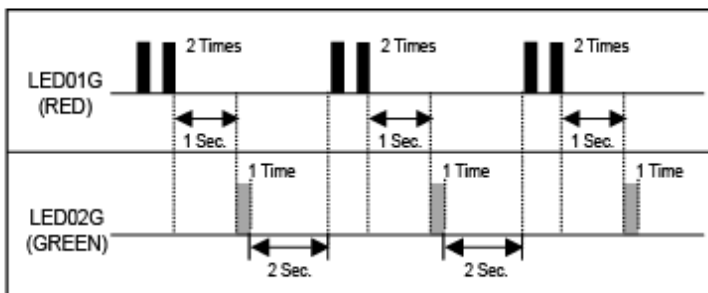 2 Times 2 Times 2 Times
LED01G
(RED)
1 Sec. 1 Sec. 1 Sec.
1 Time 1 Time 1 Time
LED02G
(GREEN)
2 Sec. 2 Sec.